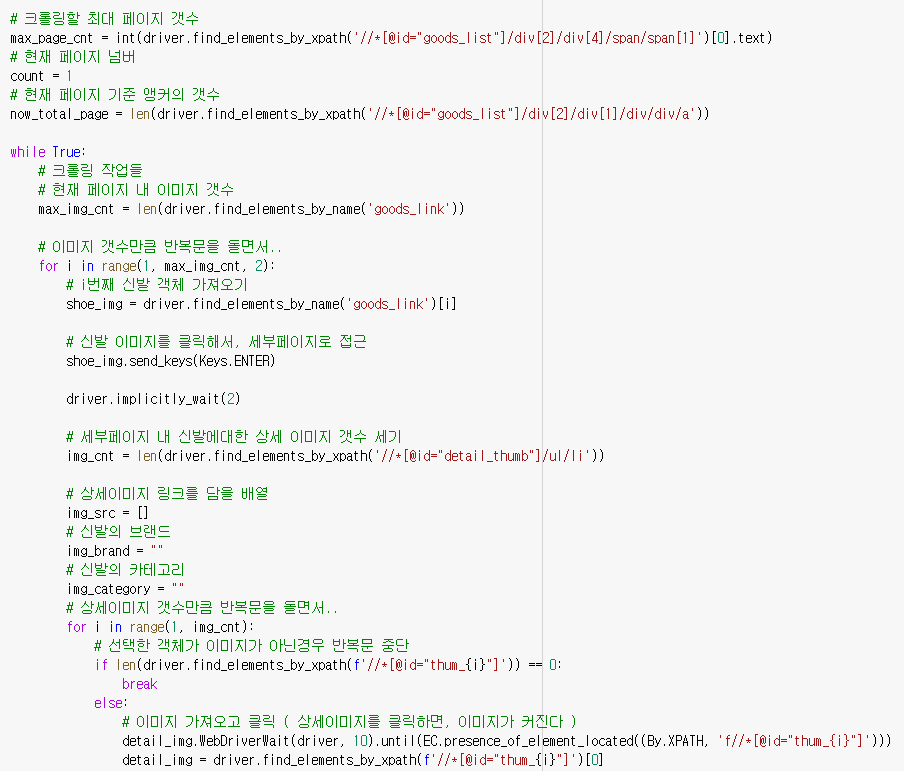 # 크롤링할 최대 페이지 갯수
max_page_cnt = int(driver.find_elements_by_xpath('//*[@id="goods_list"]/div[2]/div[4]/span/span[1]')[0].text)
# 현재 페이지 넘버
count = 1
# 현재 페이지 기준 앵커의 갯수
now_total_page = len(driver.find_elements_by_xpath('//*[@id="goods_list"]/div[2]/div[1]/div/div/a'))
while True:
# 크롤링 작업들
# 현재 페이지 내 이미지 갯수
max_img_cnt = len(driver.find_elements_by_name('goods_link'))
# 이미지 갯수만큼 반복문을 돌면서..
for i in range(1, max_img_cnt, 2):
# i번째 신발 객체 가져오기
shoe_img = driver.find_elements_by_name('goods_link')[i]
# 신발 이미지를 클릭해서, 세부페이지로 접근
shoe_img.send_keys(Keys.ENTER)
driver.implicitly_wait(2)
# 세부페이지 내 신발에대한 상세 이미지 갯수 세기
img_cnt = len(driver.find_elements_by_xpath('//*[@id="detail_thumb"]/ul/li'))
# 상세이미지 링크를 담을 배열
img_src = []
# 신발의 브랜드
img_brand = ""
# 신발의 카테고리
img_category = ""
# 상세이미지 갯수만큼 반복문을 돌면서..
for i in range(1, img_cnt):
# 선택한 객체가 이미지가 아닌경우 반복문 중단
if len(driver.find_elements_by_xpath(f'//*[@id="thum_{i}"]')) == 0:
break
else:
# 이미지 가져오고 클릭 ( 상세이미지를 클릭하면, 이미지가 커진다 )
detail_img.WebDriverWait(driver, 10).until(EC.presence_of_element_located((By.XPATH, 'f//*[@id="thum_{i}"]')))
detail_img = driver.find_elements_by_xpath(f'//*[@id="thum_{i}"]')[0]